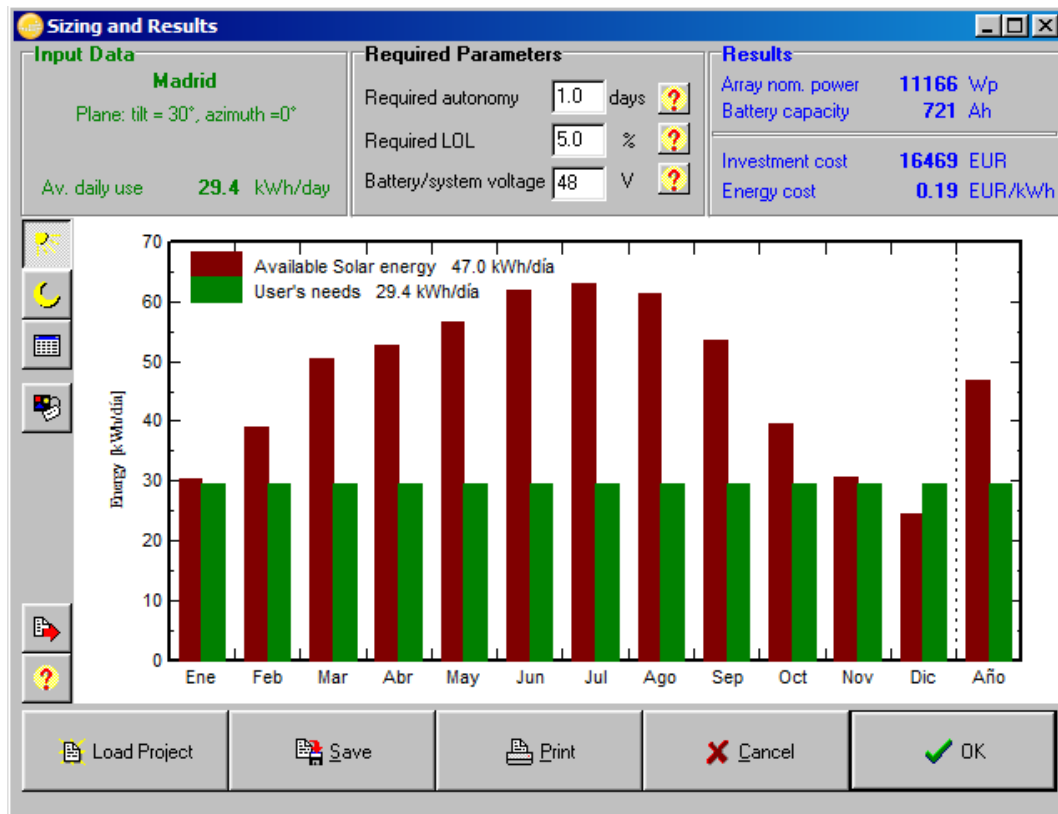 Sizing and Results
Input Data
Madrid
Plane: tilt = 30°, azimuth =0°
Av. daily use 29.4 kWh/day
Required Parameters
Required autonomy 1.0 days ?
Required LOL 5.0 % ?
Battery/system voltage 48 V ?
Results
Array nom. power 11166 Wp
Battery capacity 721 Ah
Investment cost 16469 EUR
Energy cost 0.19 EUR/kWh
Available Solar energy 47.0 kWh/día
User's needs 29.4 kWh/día
Energy [kWh/día]
70
60
50
40
30
20
10
0
Ene Feb Mar Abr May Jun Jul Ago Sep Oct Nov Dic Año
?
Load Project Save Print Cancel OK